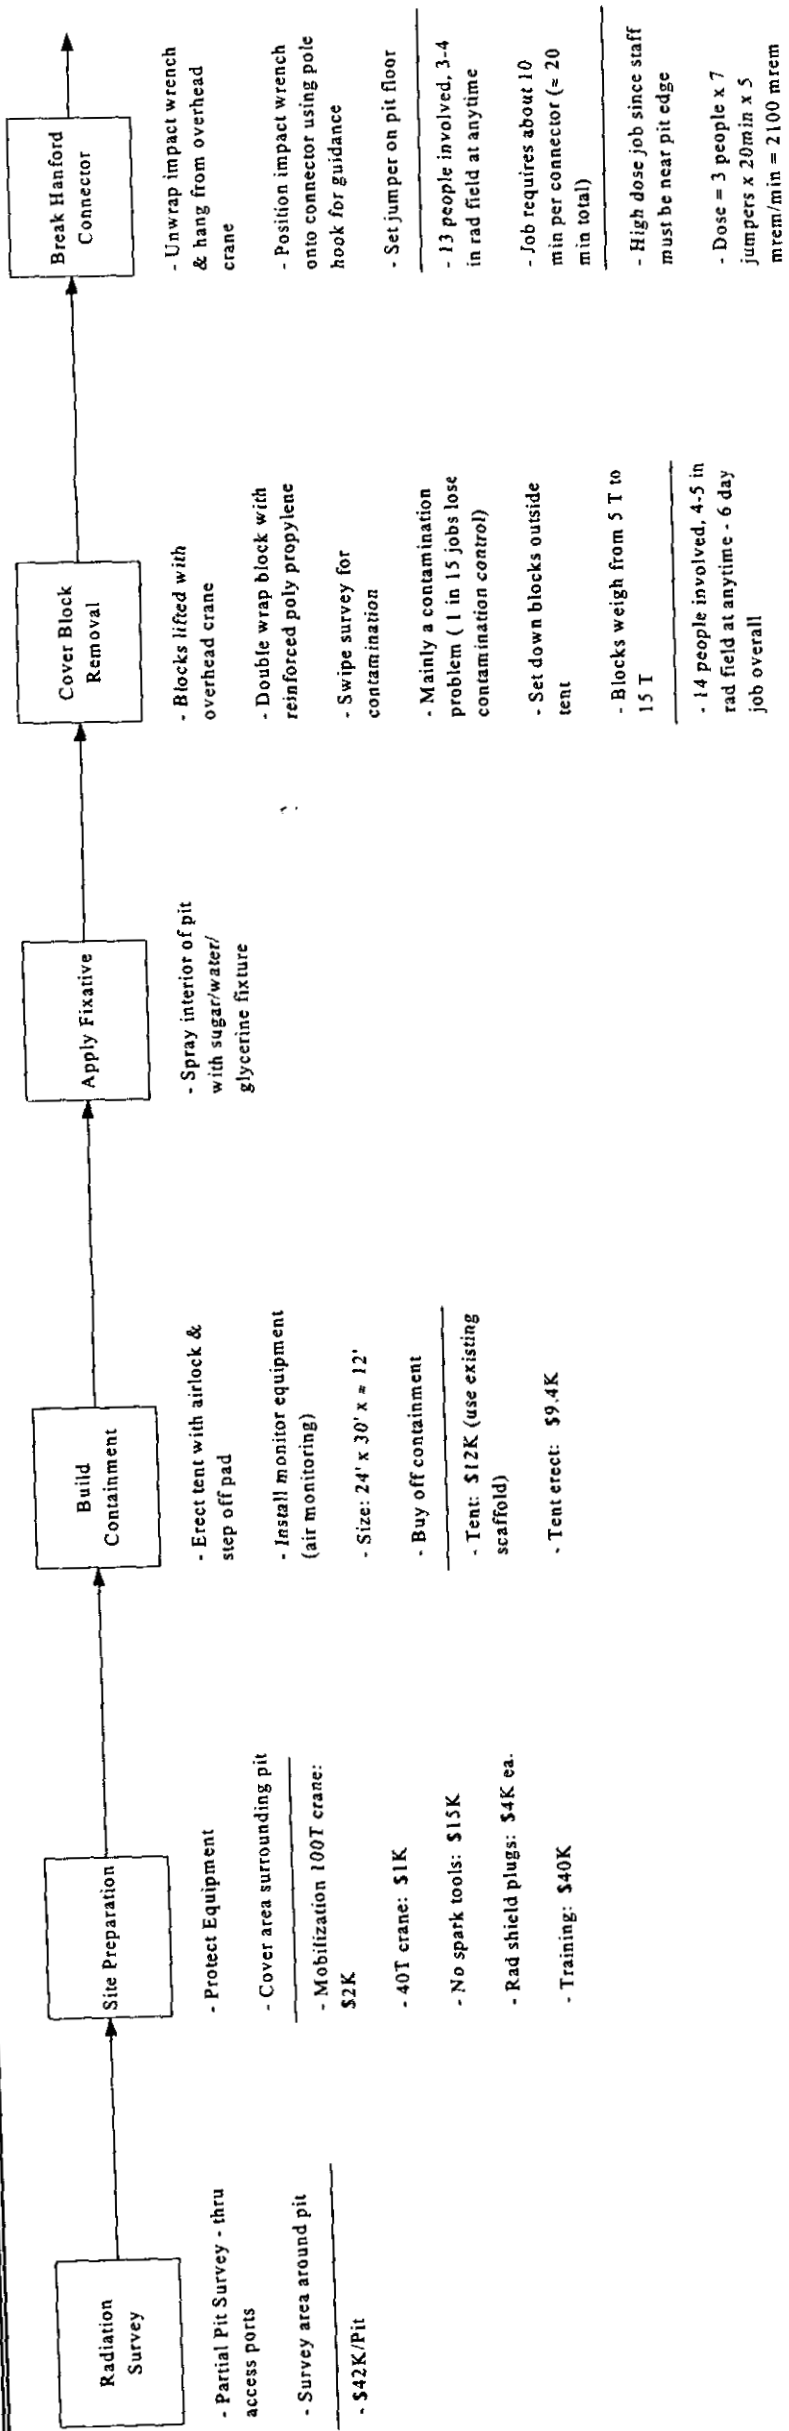 Radiation
Survey
- Partial Pit Survey - thru
access ports
- Survey area around pit
- $42K/Pit
Site Preparation
- Protect Equipment
- Cover area surrounding pit
- Mobilization 100T crane:
$2K
- 40T crane: $1K
- No spark tools: $15K
- Rad shield plugs: $4K ea.
- Training: $40K
Build
Containment
- Erect tent with airlock &
step off pad
- Install monitor equipment
(air monitoring)
- Size: 24' x 30' x ≈ 12'
- Buy off containment
- Tent: $12K (use existing
scaffold)
- Tent erect: $9.4K
Apply Fixative
- Spray interior of pit
with sugar/water/
glycerine fixture
Cover Block
Removal
- Blocks lifted with
overhead crane
- Double wrap block with
reinforced poly propylene
- Swipe survey for
contamination
- Mainly a contamination
problem ( 1 in 15 jobs lose
contamination control)
- Set down blocks outside
tent
- Blocks weigh from 5 T to
15 T
- 14 people involved, 4-5 in
rad field at anytime - 6 day
job overall
Break Hanford
Connector
- Unwrap impact wrench
& hang from overhead
crane
- Position impact wrench
onto connector using pole
hook for guidance
- Set jumper on pit floor
- 13 people involved, 3-4
in rad field at anytime
- Job requires about 10
min per connector (≈ 20
min total)
- High dose job since staff
must be near pit edge
- Dose = 3 people x 7
jumpers x 20min x 5
mrem/min = 2100 mrem